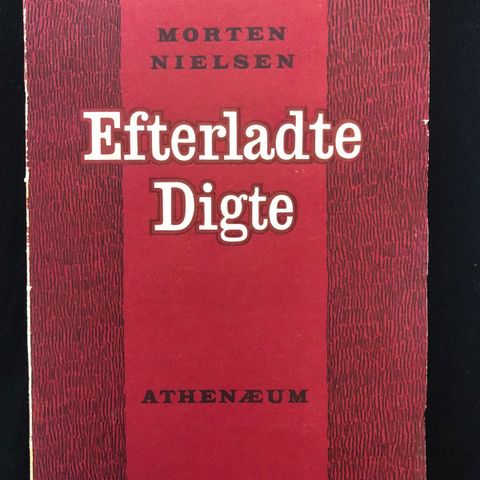 MORTEN
NIELSEN
Efterladte
Digte
ATHENÆUM